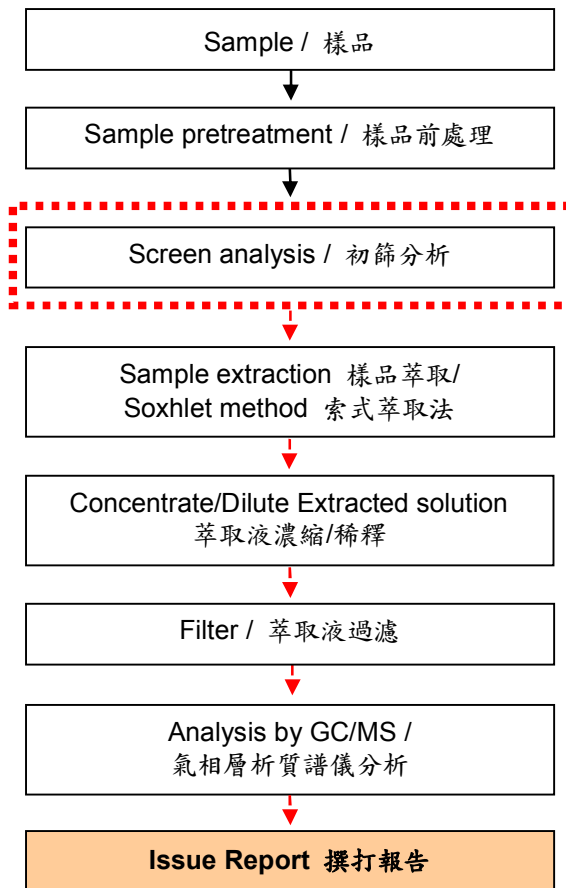 Sample / 樣品
Sample pretreatment / 樣品前處理
Screen analysis / 初篩分析
Sample extraction 樣品萃取/
Soxhlet method 索式萃取法
Concentrate/Dilute Extracted solution
萃取液濃縮/稀釋
Filter / 萃取液過濾
Analysis by GC/MS /
氣相層析質譜儀分析
Issue Report 撰打報告